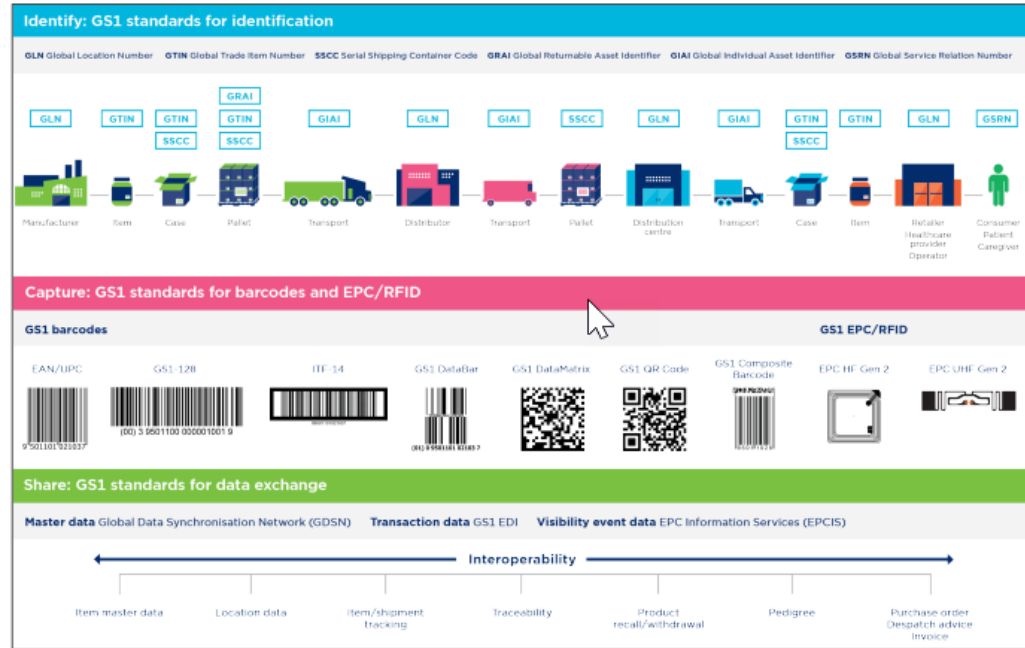 Identify: GS1 standards for identification
GLN Global Location Number GTIN Global Trade Item Number SSCC Serial Shipping Container Code GRAI Global Returnable Asset Identifier GIAI Global Individual Asset Identifier GSRN Global Service Relation Number
GRAI
GLN GTIN GTIN GTIN GIAI GLN GIAI SSCC GLN GIAI GTIN GTIN GLN GSRN
SSCC SSCC SSCC
Manufacturer Item Case Pallet Transport Distributor Transport Pallet Distribution Transport Case Item Retailer Consumer
centre Healthcare Patient
provider Caregiver
Operator
Capture: GS1 standards for barcodes and EPC/RFID
GS1 barcodes GS1 EPC/RFID
EAN/UPC GS1-128 ITF-14 GS1 DataBar GS1 DataMatrix GS1 QR Code GS1 Composite Barcode EPC HF Gen 2 EPC UHF Gen 2
9 501101 021037
(00) 3 9501100 000001001 9
(01) 0 9501101 02103 7
Share: GS1 standards for data exchange
Master data Global Data Synchronisation Network (GDSN) Transaction data GS1 EDI Visibility event data EPC Information Services (EPCIS)
Interoperability
Item master data Location data Item/shipment Traceability Product Pedigree Purchase order
tracking recall/withdrawal Despatch advice
Invoice